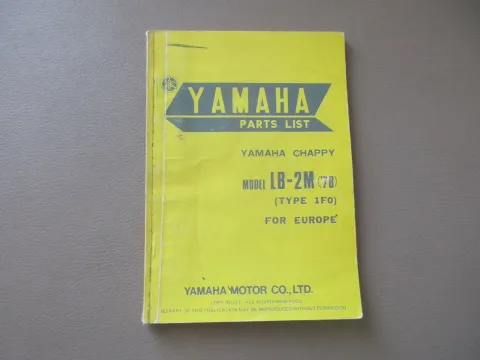 YAMAHA
PARTS LIST
YAMAHA CHAPPY
MODEL LB-2M ('78)
(TYPE 1F0)
FOR EUROPE
YAMAHA MOTOR CO., LTD.